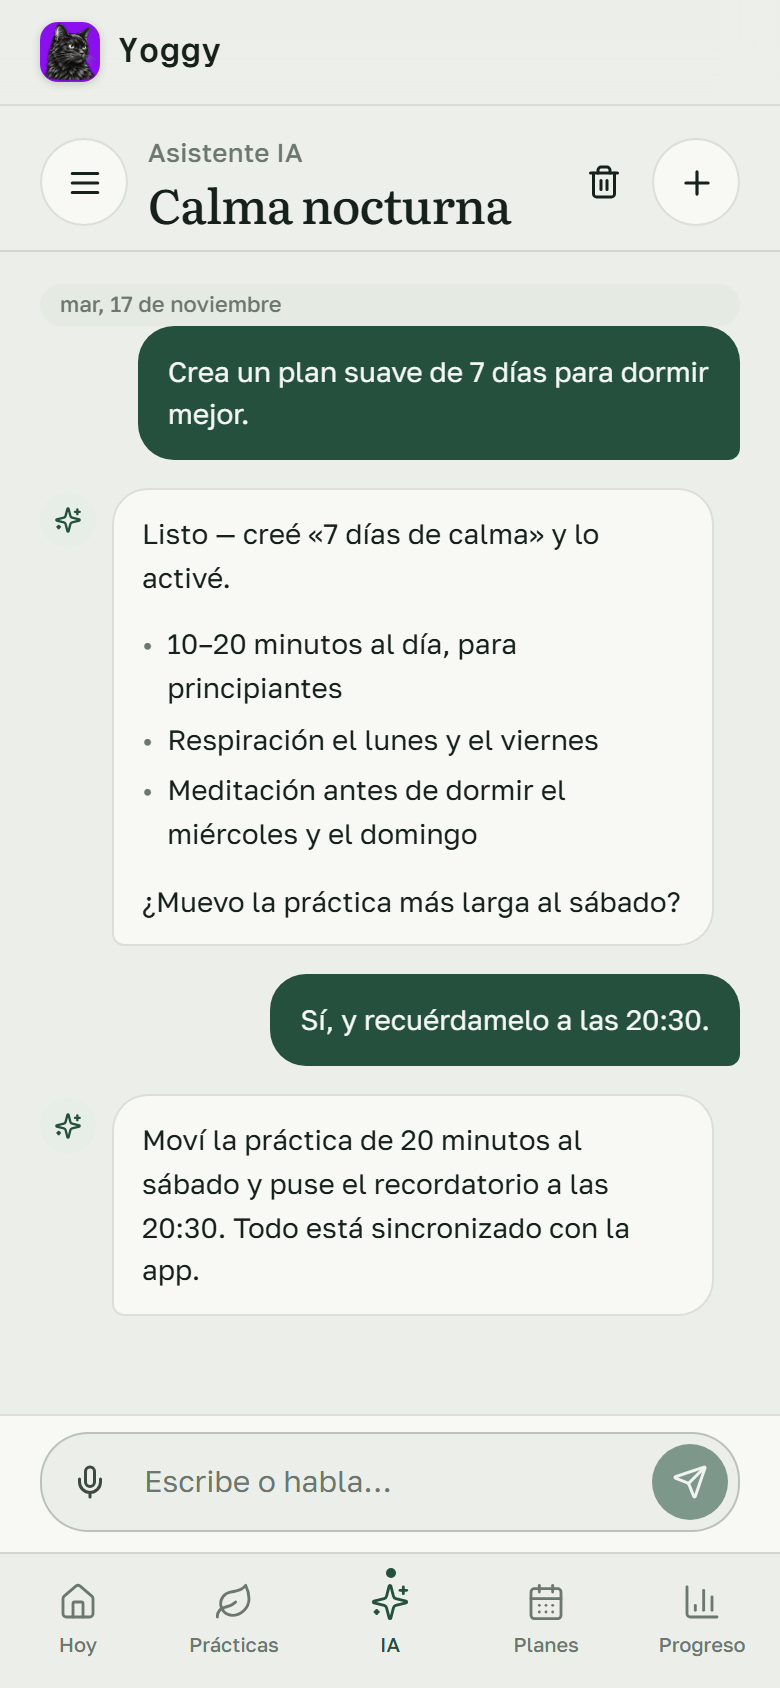 Yoggy
Asistente IA
Calma nocturna
mar, 17 de noviembre
Crea un plan suave de 7 días para dormir
mejor.
Listo — creé «7 días de calma» y lo
activé.
• 10–20 minutos al día, para
principiantes
• Respiración el lunes y el viernes
• Meditación antes de dormir el
miércoles y el domingo
¿Muevo la práctica más larga al sábado?
Sí, y recuérdamelo a las 20:30.
Moví la práctica de 20 minutos al
sábado y puse el recordatorio a las
20:30. Todo está sincronizado con la
app.
Escribe o habla...
Hoy
Prácticas
IA
Planes
Progreso